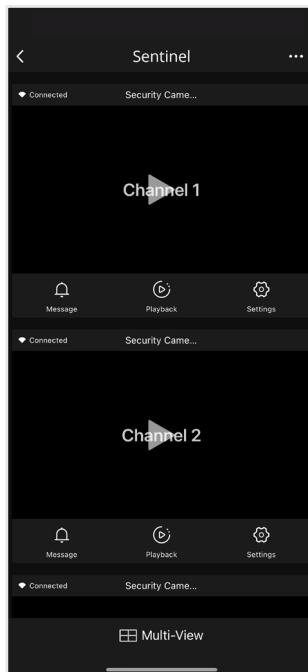 Sentinel
Connected Security Came...
Channel 1
Message Playback Settings
Connected Security Came...
Channel 2
Message Playback Settings
Connected Security Came...
Multi-View